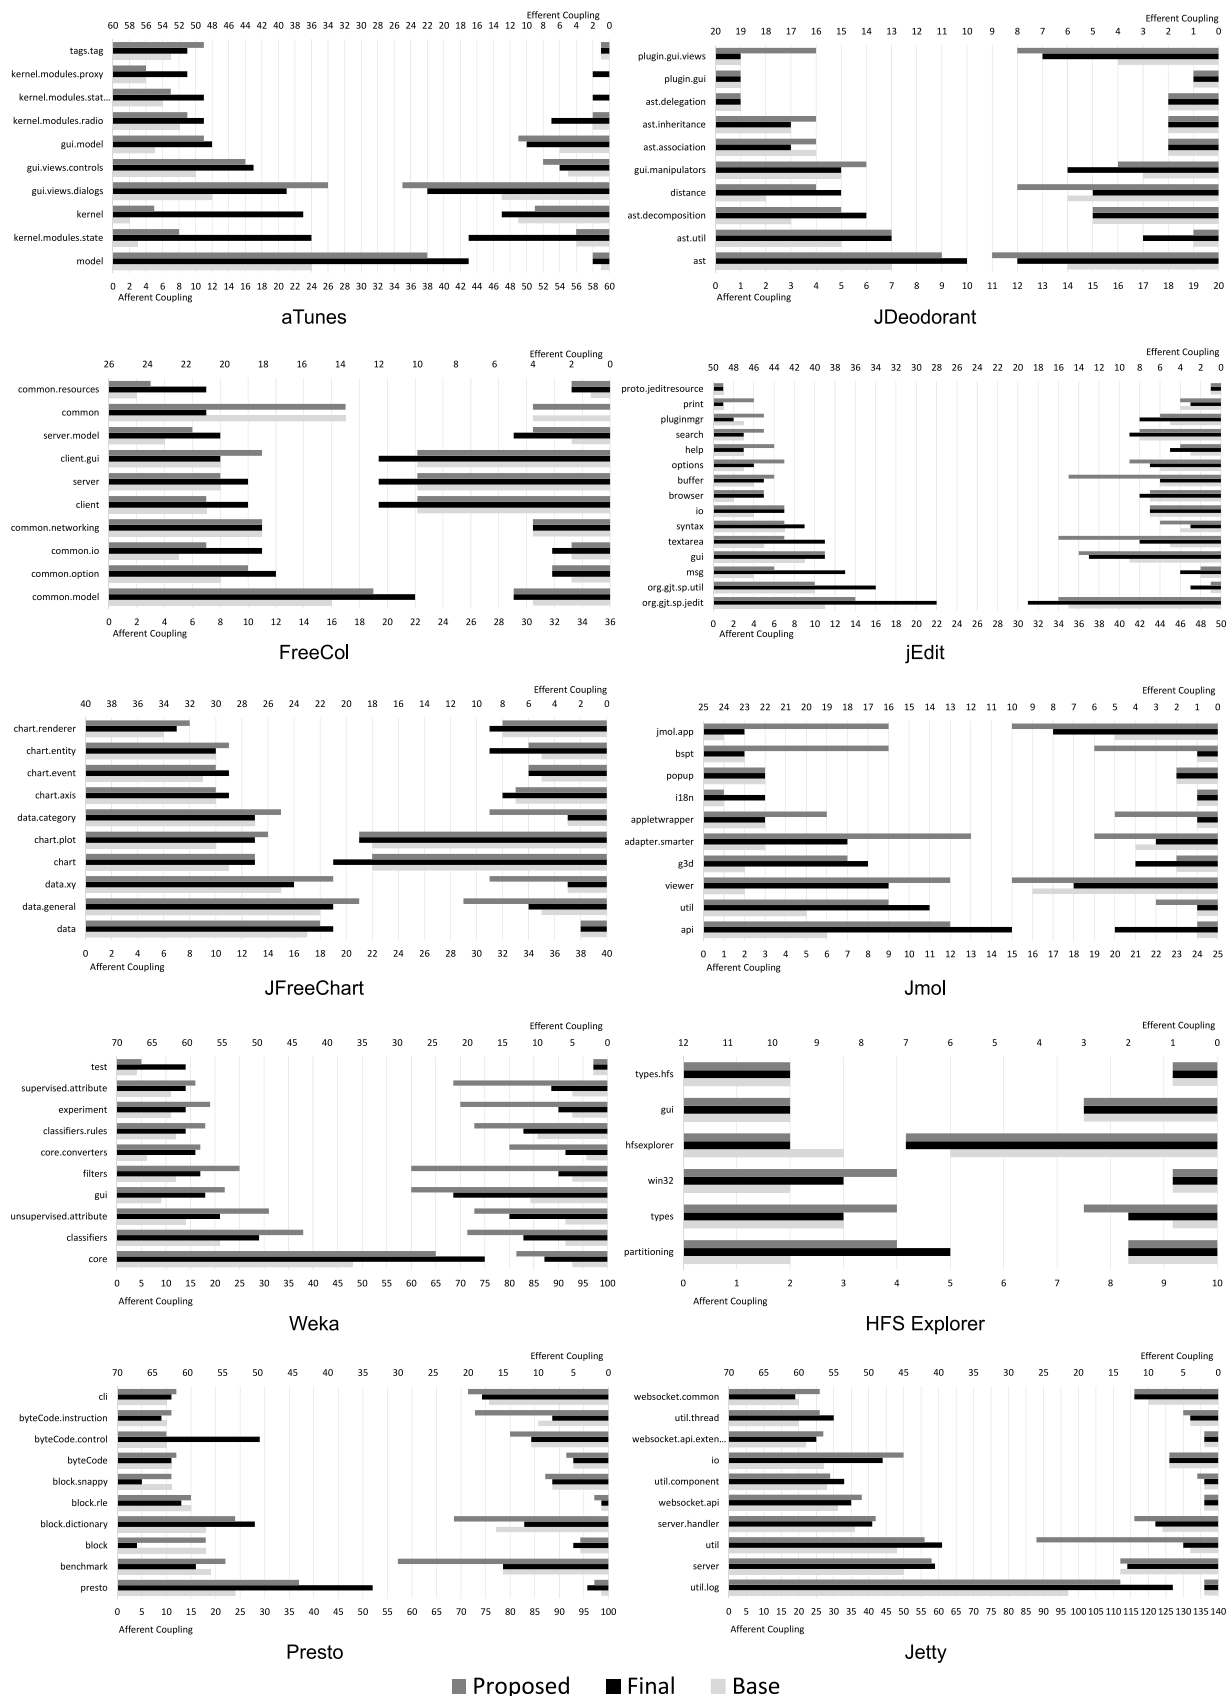 Efferent Coupling
60 58 56 54 52 50 48 46 44 42 40 38 36 34 32 30 28 26 24 22 20 18 16 14 12 10 8 6 4 2 0
tags.tag
kernel.modules.proxy
kernel.modules.stat...
kernel.modules.radio
gui.model
gui.views.controls
gui.views.dialogs
kernel
kernel.modules.state
model
0 2 4 6 8 10 12 14 16 18 20 22 24 26 28 30 32 34 36 38 40 42 44 46 48 50 52 54 56 58 60
Afferent Coupling
aTunes
Efferent Coupling
20 19 18 17 16 15 14 13 12 11 10 9 8 7 6 5 4 3 2 1 0
plugin.gui.views
plugin.gui
ast.delegation
ast.inheritance
ast.association
gui.manipulators
distance
ast.decomposition
ast.util
ast
0 1 2 3 4 5 6 7 8 9 10 11 12 13 14 15 16 17 18 19 20
Afferent Coupling
JDeodorant
Efferent Coupling
26 24 22 20 18 16 14 12 10 8 6 4 2 0
common.resources
common
server.model
client.gui
server
client
common.networking
common.io
common.option
common.model
0 2 4 6 8 10 12 14 16 18 20 22 24 26 28 30 32 34 36
Afferent Coupling
FreeCol
Efferent Coupling
50 48 46 44 42 40 38 36 34 32 30 28 26 24 22 20 18 16 14 12 10 8 6 4 2 0
proto.jeditresource
print
pluginmgr
search
help
options
buffer
browser
io
syntax
textarea
gui
msg
org.gjt.sp.util
org.gjt.sp.jedit
0 2 4 6 8 10 12 14 16 18 20 22 24 26 28 30 32 34 36 38 40 42 44 46 48 50
Afferent Coupling
jEdit
Efferent Coupling
40 38 36 34 32 30 28 26 24 22 20 18 16 14 12 10 8 6 4 2 0
chart.renderer
chart.entity
chart.event
chart.axis
data.category
chart.plot
chart
data.xy
data.general
data
0 2 4 6 8 10 12 14 16 18 20 22 24 26 28 30 32 34 36 38 40
Afferent Coupling
JFreeChart
Efferent Coupling
25 24 23 22 21 20 19 18 17 16 15 14 13 12 11 10 9 8 7 6 5 4 3 2 1 0
jmol.app
bspt
popup
i18n
appletwrapper
adapter.smarter
g3d
viewer
util
api
0 1 2 3 4 5 6 7 8 9 10 11 12 13 14 15 16 17 18 19 20 21 22 23 24 25
Afferent Coupling
Jmol
Efferent Coupling
70 65 60 55 50 45 40 35 30 25 20 15 10 5 0
test
supervised.attribute
experiment
classifiers.rules
core.converters
filters
gui
unsupervised.attribute
classifiers
core
0 5 10 15 20 25 30 35 40 45 50 55 60 65 70 75 80 85 90 95 100
Afferent Coupling
Weka
Efferent Coupling
12 11 10 9 8 7 6 5 4 3 2 1 0
types.hfs
gui
hfsexplorer
win32
types
partitioning
0 1 2 3 4 5 6 7 8 9 10
Afferent Coupling
HFS Explorer
Efferent Coupling
70 65 60 55 50 45 40 35 30 25 20 15 10 5 0
cli
byteCode.instruction
byteCode.control
byteCode
block.snappy
block.rle
block.dictionary
block
benchmark
presto
0 5 10 15 20 25 30 35 40 45 50 55 60 65 70 75 80 85 90 95 100
Afferent Coupling
Presto
Efferent Coupling
70 65 60 55 50 45 40 35 30 25 20 15 10 5 0
websocket.common
util.thread
websocket.api.exten...
io
util.component
websocket.api
server.handler
util
server
util.log
0 5 10 15 20 25 30 35 40 45 50 55 60 65 70 75 80 85 90 95 100 105 110 115 120 125 130 135 140
Afferent Coupling
Jetty
Proposed Final Base